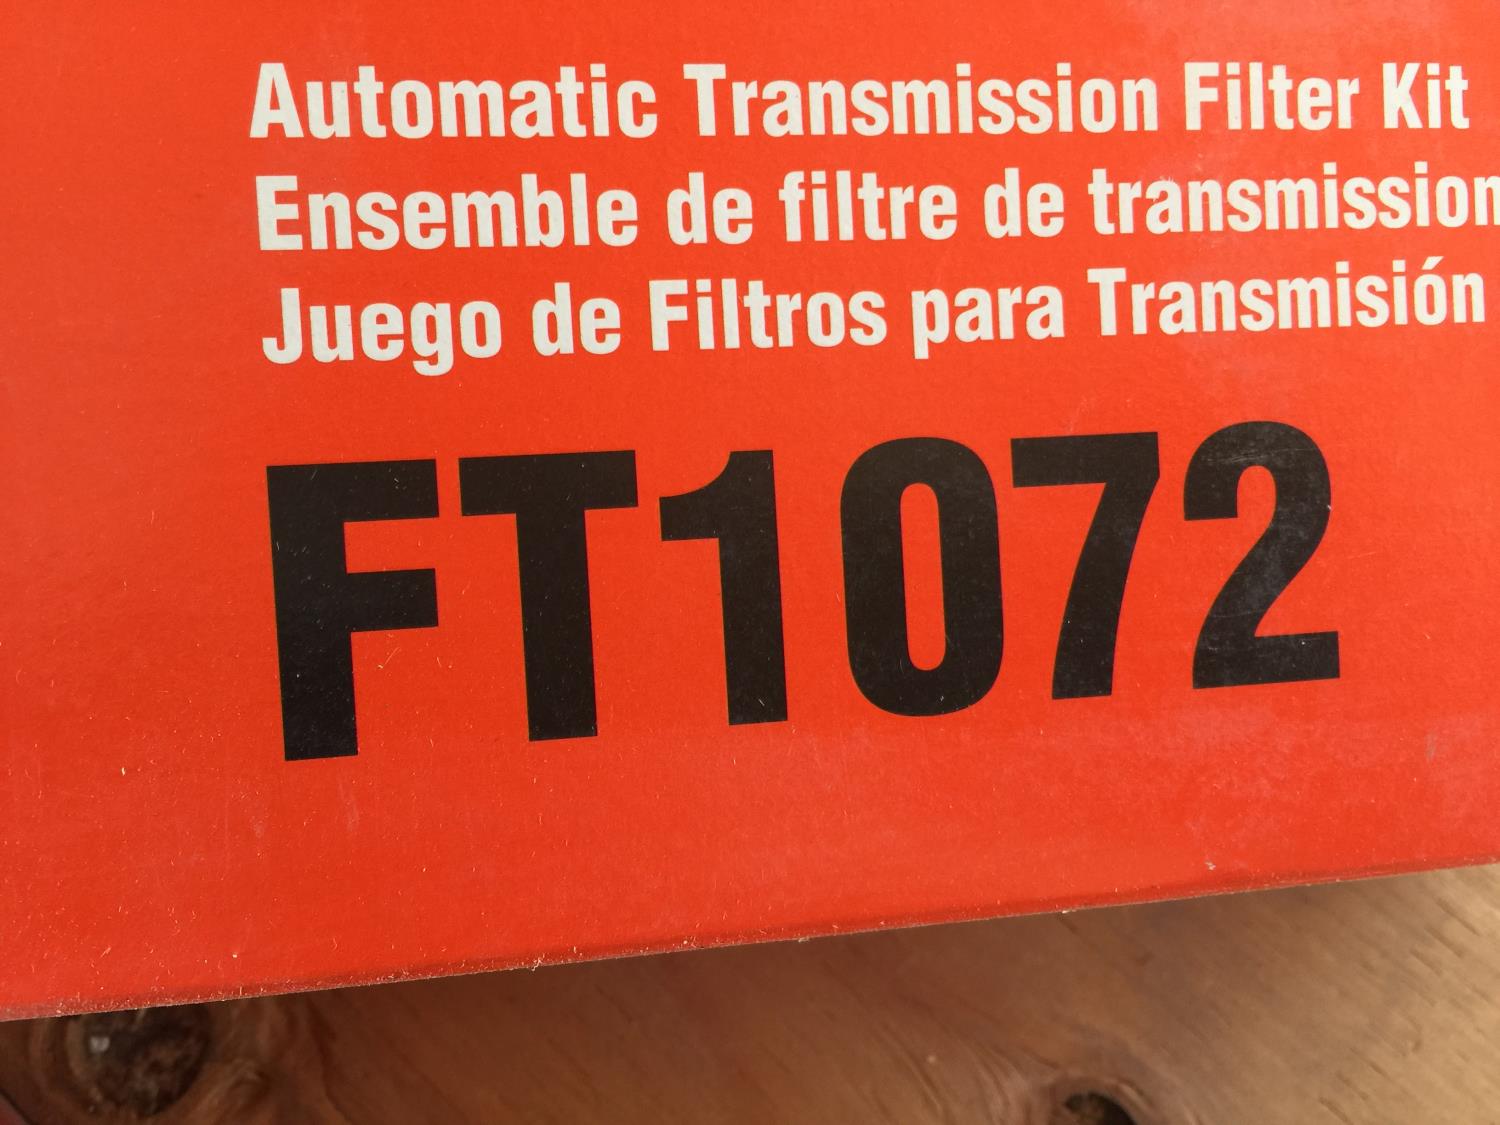 Automatic Transmission Filter Kit
Ensemble de filtre de transmission
Juego de Filtros para Transmisión
FT1072